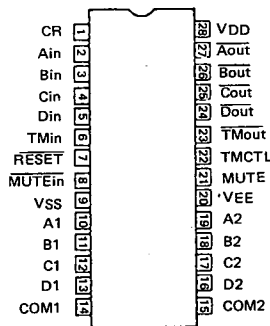 CR 1 28 VDD
Ain 2 27 Aout
Bin 3 26 Bout
Cin 4 25 Cout
Din 5 24 Dout
TMin 6 23 TMout
RESET 7 22 TMCTL
MUTEin 8 21 MUTE
VSS 9 20 VEE
A1 10 19 A2
B1 11 18 B2
C1 12 17 C2
D1 13 16 D2
COM1 14 15 COM2